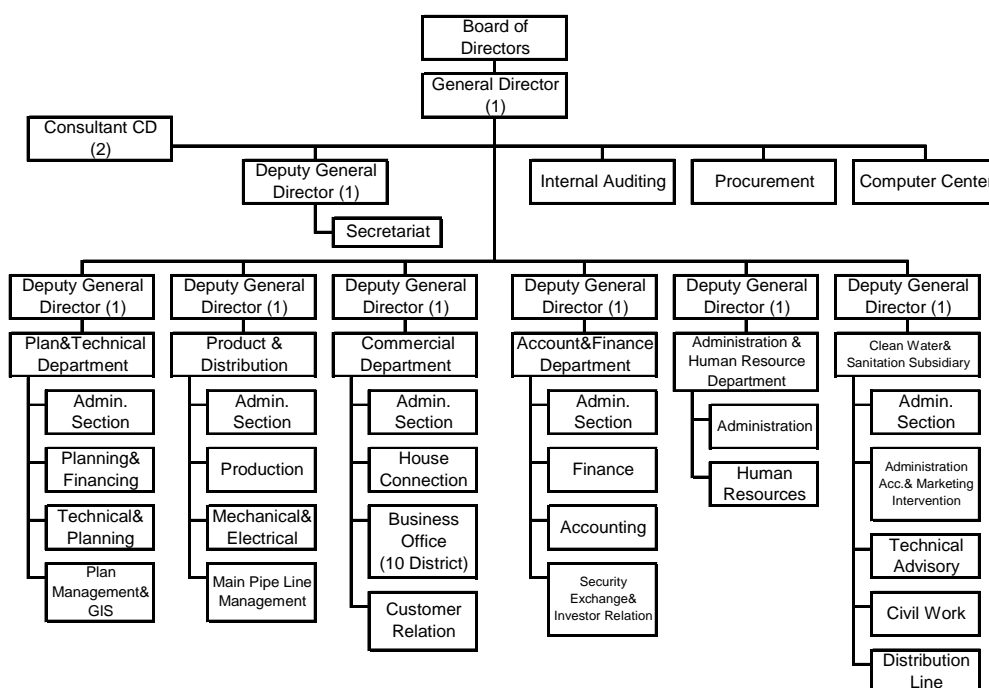 Board of
Directors
General Director
(1)
Consultant CD
(2)
Deputy General
Director (1)
Internal Auditing
Procurement
Computer Center
Secretariat
Deputy General
Director (1)
Deputy General
Director (1)
Deputy General
Director (1)
Deputy General
Director (1)
Deputy General
Director (1)
Deputy General
Director (1)
Plan&Technical
Department
Admin.
Section
Planning&
Financing
Technical&
Planning
Plan
Management&
GIS
Product &
Distribution
Admin.
Section
Production
Mechanical&
Electrical
Main Pipe Line
Management
Commercial
Department
Admin.
Section
House
Connection
Business
Office
(10 District)
Customer
Relation
Account&Finance
Department
Admin.
Section
Finance
Accounting
Security
Exchange&
Investor Relation
Administration &
Human Resource
Department
Administration
Human
Resources
Clean Water&
Sanitation Subsidiary
Admin.
Section
Administration
Acc.& Marketing
Intervention
Technical
Advisory
Civil Work
Distribution
Line